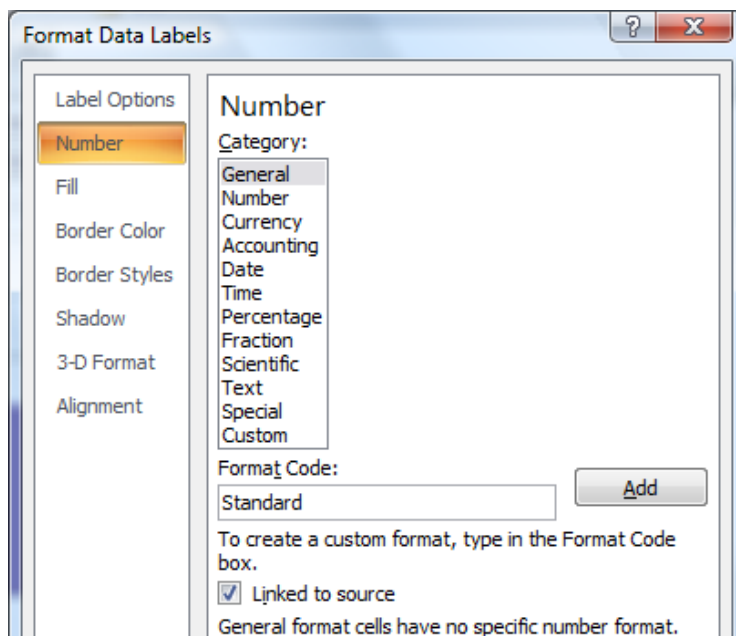 Format Data Labels
Label Options
Number
Fill
Border Color
Border Styles
Shadow
3-D Format
Alignment
Number
Category:
General
Number
Currency
Accounting
Date
Time
Percentage
Fraction
Scientific
Text
Special
Custom
Format Code:
Standard
Add
To create a custom format, type in the Format Code
box.
Linked to source
General format cells have no specific number format.